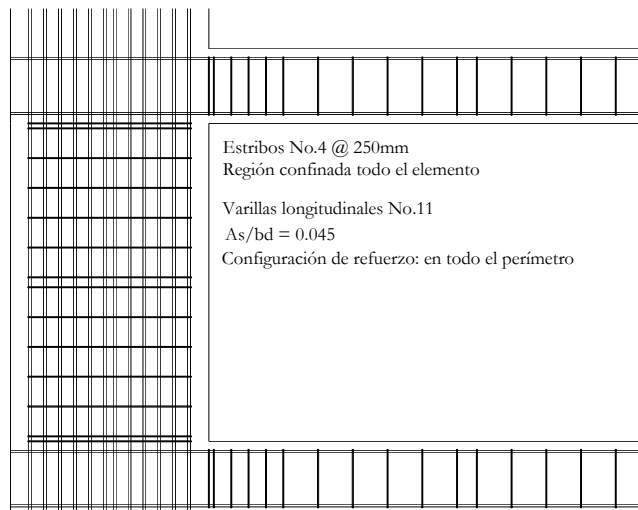 Estribos No.4 @ 250mm
Región confinada todo el elemento
Varillas longitudinales No.11
As/bd = 0.045
Configuración de refuerzo: en todo el perímetro